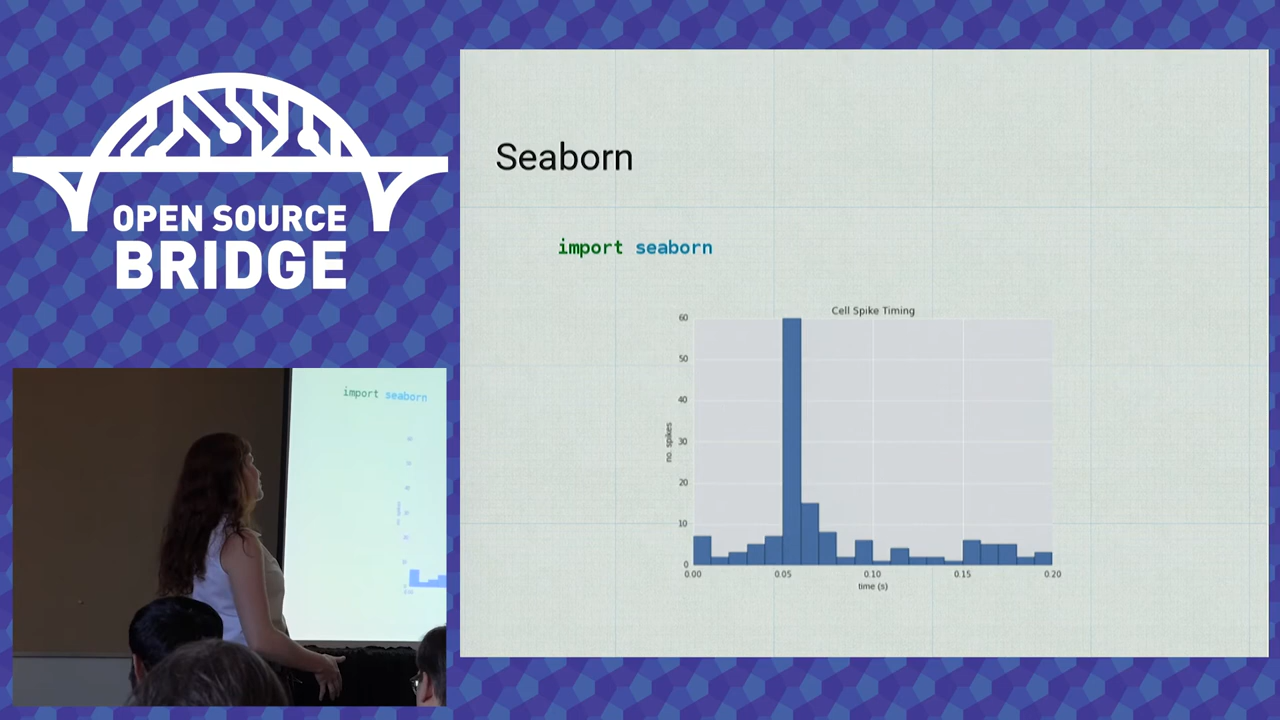 OPEN SOURCE
BRIDGE
Seaborn
import seaborn
Cell Spike Timing
60
50
40
30
20
10
0
no. spikes
0.00 0.05 0.10 0.15 0.20
time (s)
import seaborn